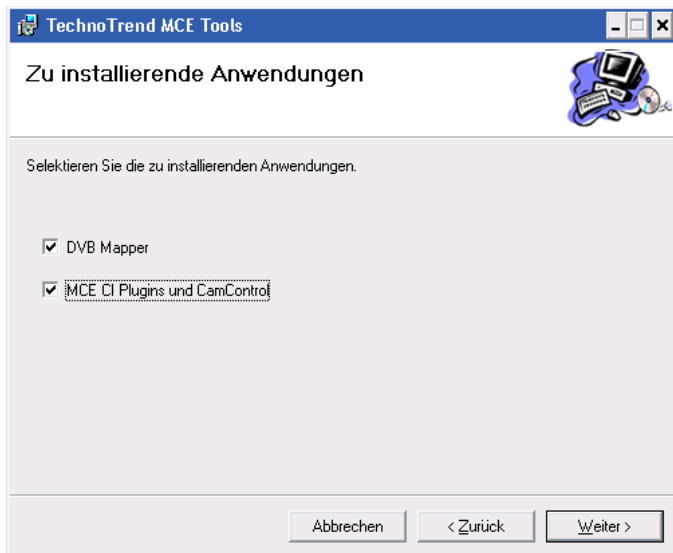 TechnoTrend MCE Tools
Zu installierende Anwendungen
Selektieren Sie die zu installierenden Anwendungen.
DVB Mapper
MCE CI Plugins und CamControl
Abbrechen
< Zurück
Weiter >